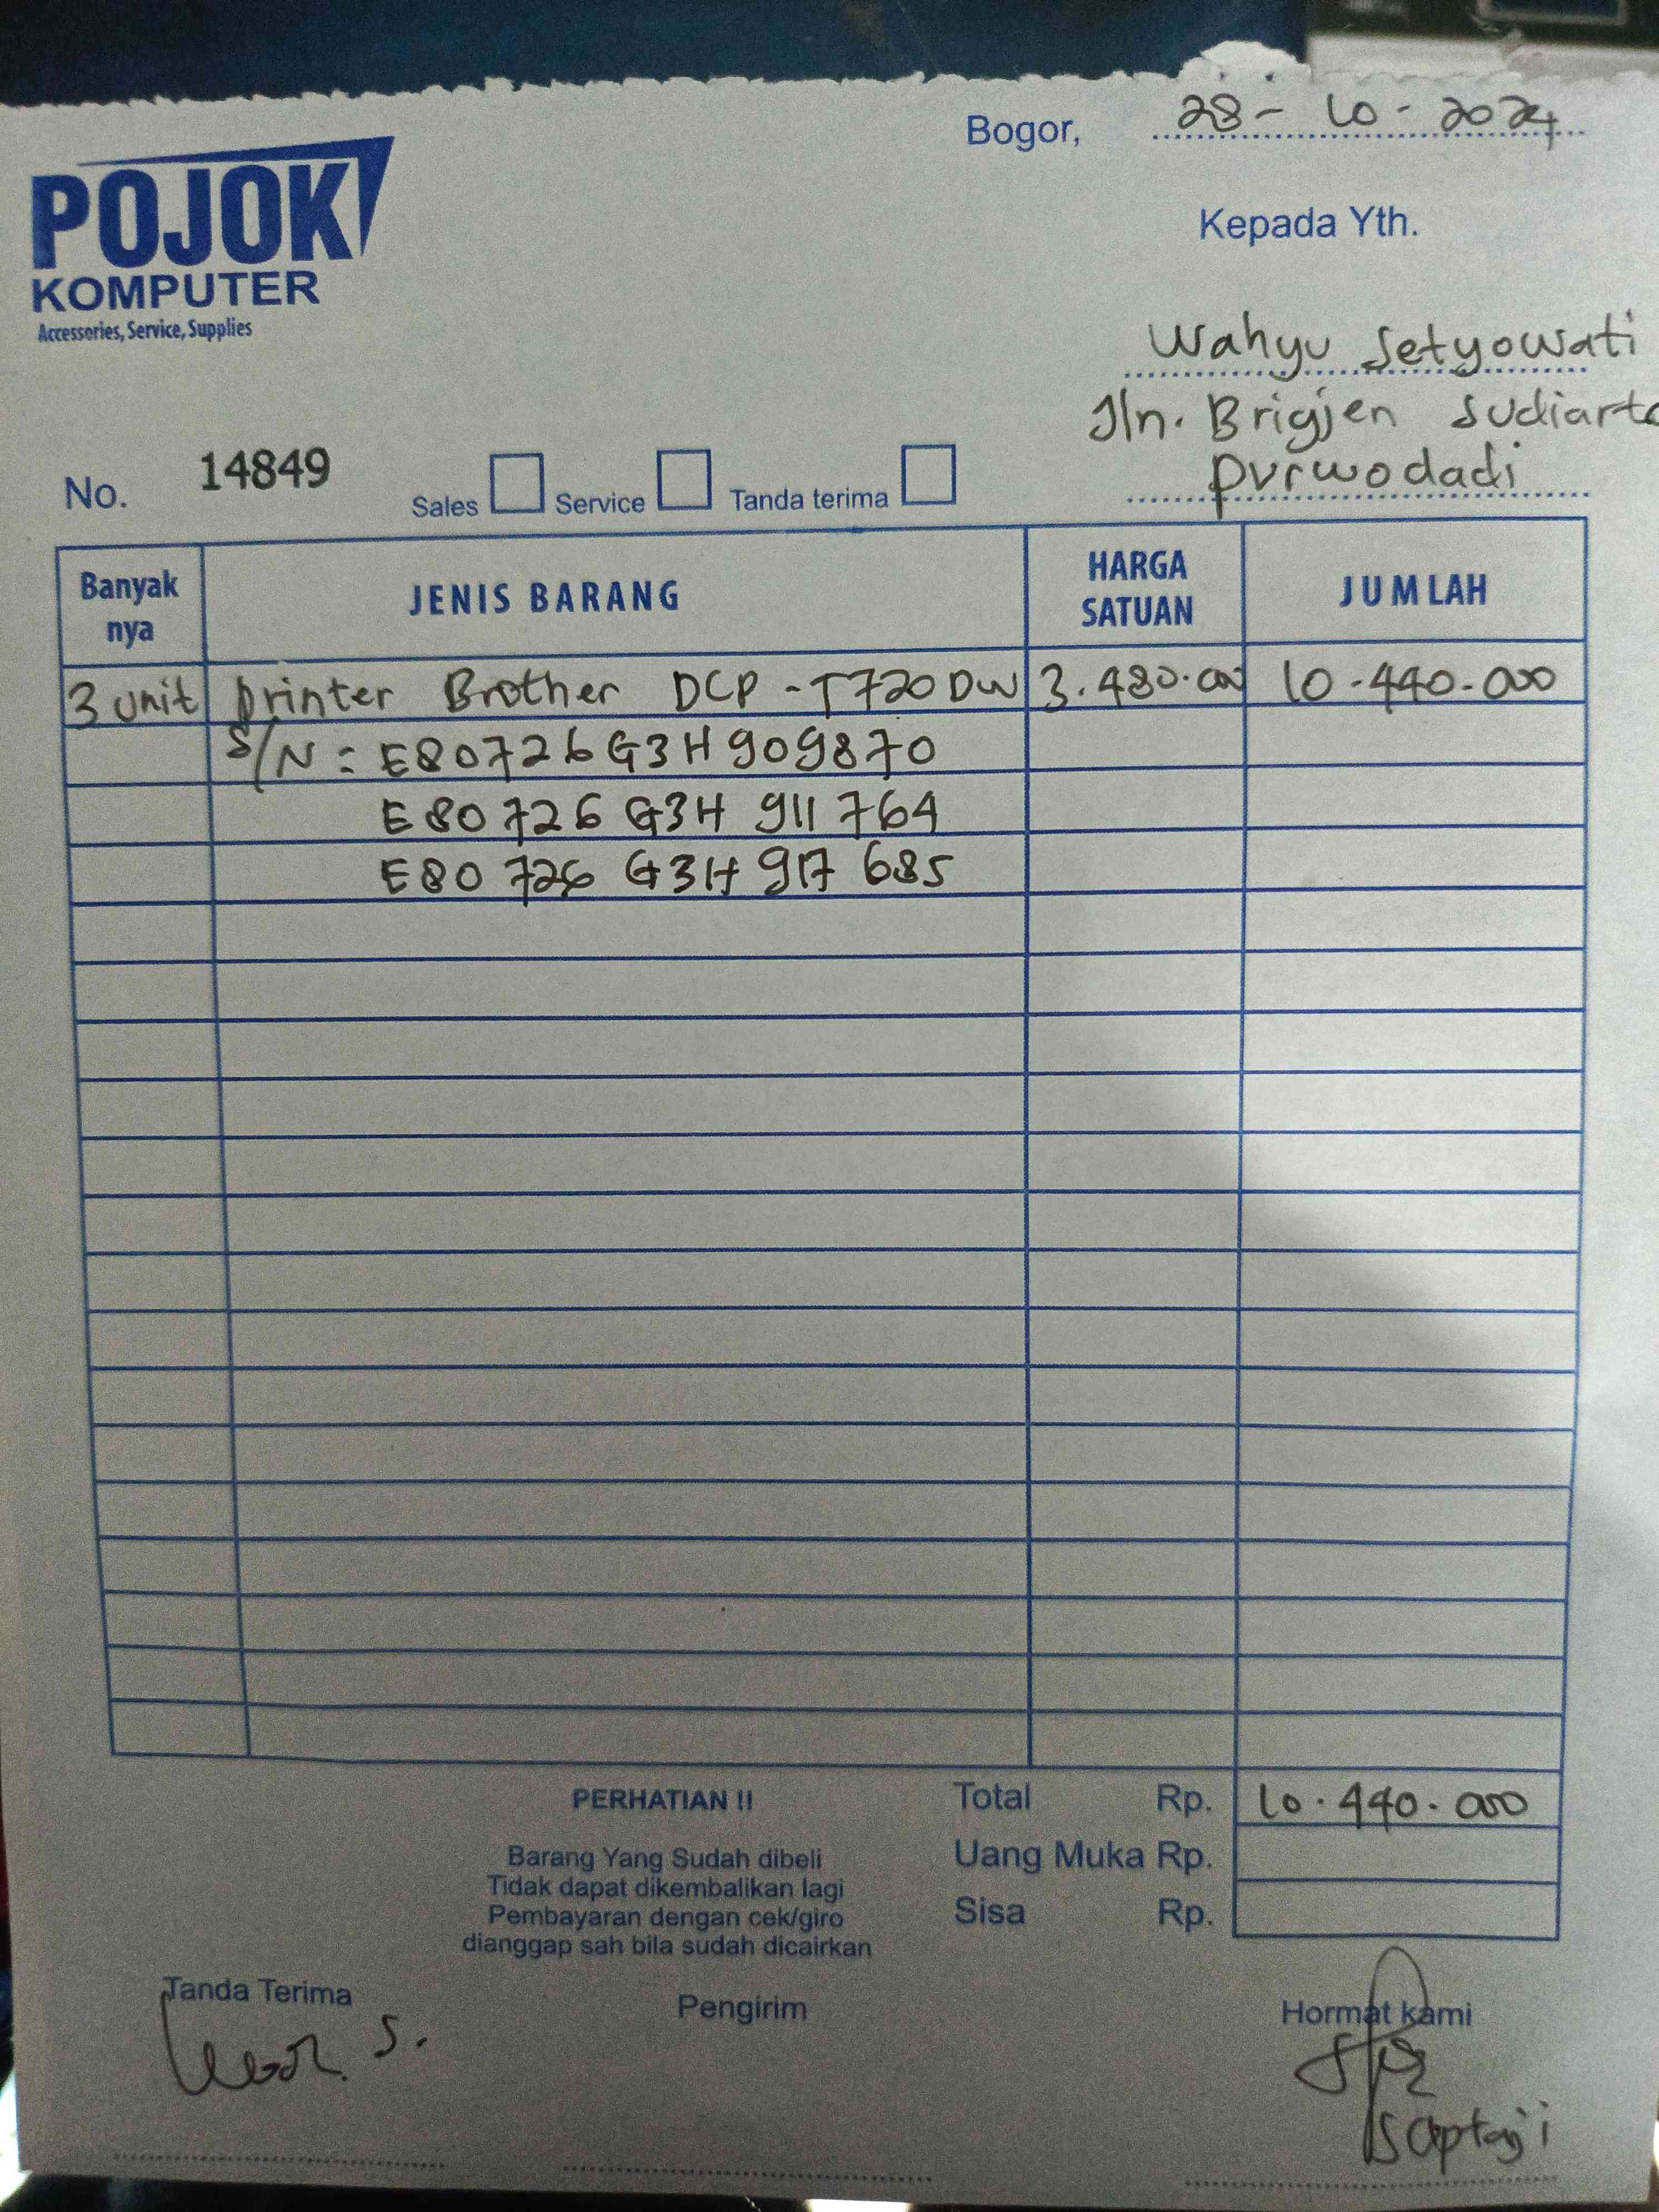 Bogor, 28-10-2024
POJOK
KOMPUTER
Accessories, Service, Supplies
Kepada Yth.
Wahyu Setyowati
Jln. Brigjen Sudiarto
Purwodadi
No. 14849 Sales Service Tanda terima
Banyak nya JENIS BARANG HARGA SATUAN JUMLAH
3 unit Printer Brother DCP-T720DW 3.480.000 10.440.000
S/N: E80726G3H909870
E80726G3H911764
E80726G3H917685
PERHATIAN !!
Barang Yang Sudah dibeli
Tidak dapat dikembalikan lagi
Pembayaran dengan cek/giro
dianggap sah bila sudah dicairkan
Total Rp. 10.440.000
Uang Muka Rp.
Sisa Rp.
Tanda Terima Pengirim Hormat kami
S.
Saptaji